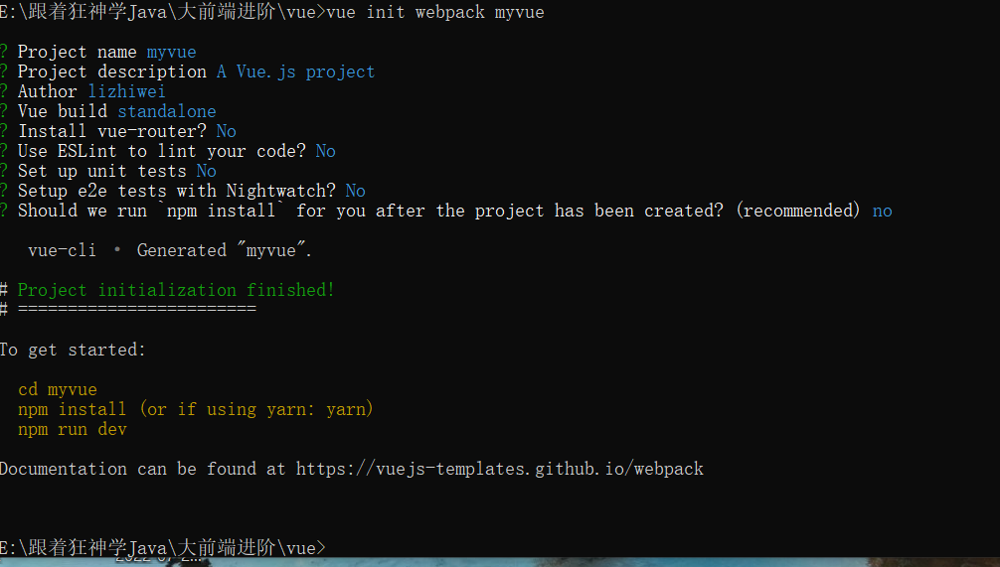 E:\跟着狂神学Java\大前端进阶\vue>vue init webpack myvue
? Project name myvue
? Project description A Vue.js project
? Author lizhiwei
? Vue build standalone
? Install vue-router? No
? Use ESLint to lint your code? No
? Set up unit tests No
? Setup e2e tests with Nightwatch? No
? Should we run `npm install` for you after the project has been created? (recommended) no
vue-cli · Generated "myvue".
# Project initialization finished!
# ========================
To get started:
cd myvue
npm install (or if using yarn: yarn)
npm run dev
Documentation can be found at https://vuejs-templates.github.io/webpack
E:\跟着狂神学Java\大前端进阶\vue>